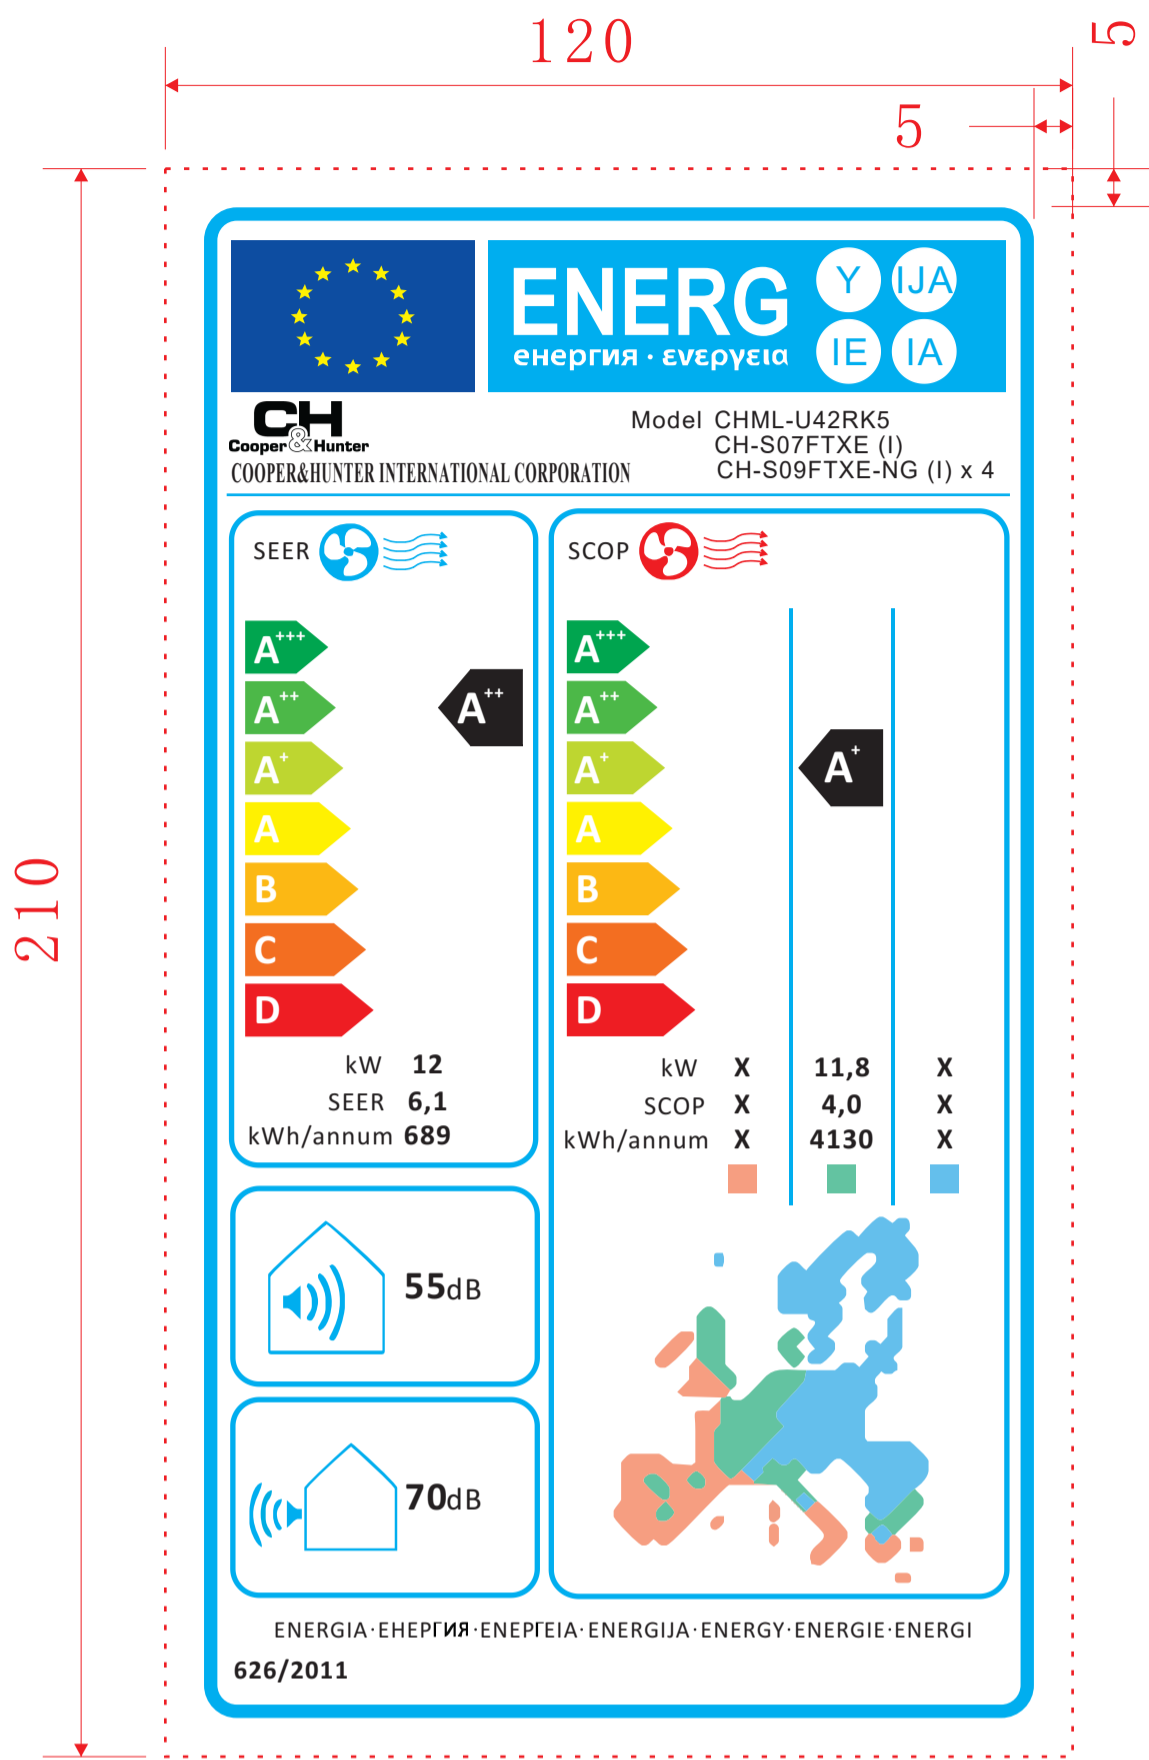 120
5
5
210
ENERG
енергия · ενεργεια
Y IJA
IE IA
CH
Cooper & Hunter
COOPER&HUNTER INTERNATIONAL CORPORATION
Model CHML-U42RK5
CH-S07FTXE (I)
CH-S09FTXE-NG (I) x 4
SEER
A+++
A++
A+
A
B
C
D
A++
kW 12
SEER 6,1
kWh/annum 689
SCOP
A+++
A++
A+
A
B
C
D
A+
kW X 11,8 X
SCOP X 4,0 X
kWh/annum X 4130 X
55dB
70dB
ENERGIA·ЕНЕРГИЯ·ΕΝΕΡΓΕΙΑ·ENERGIJA·ENERGY·ENERGIE·ENERGI
626/2011